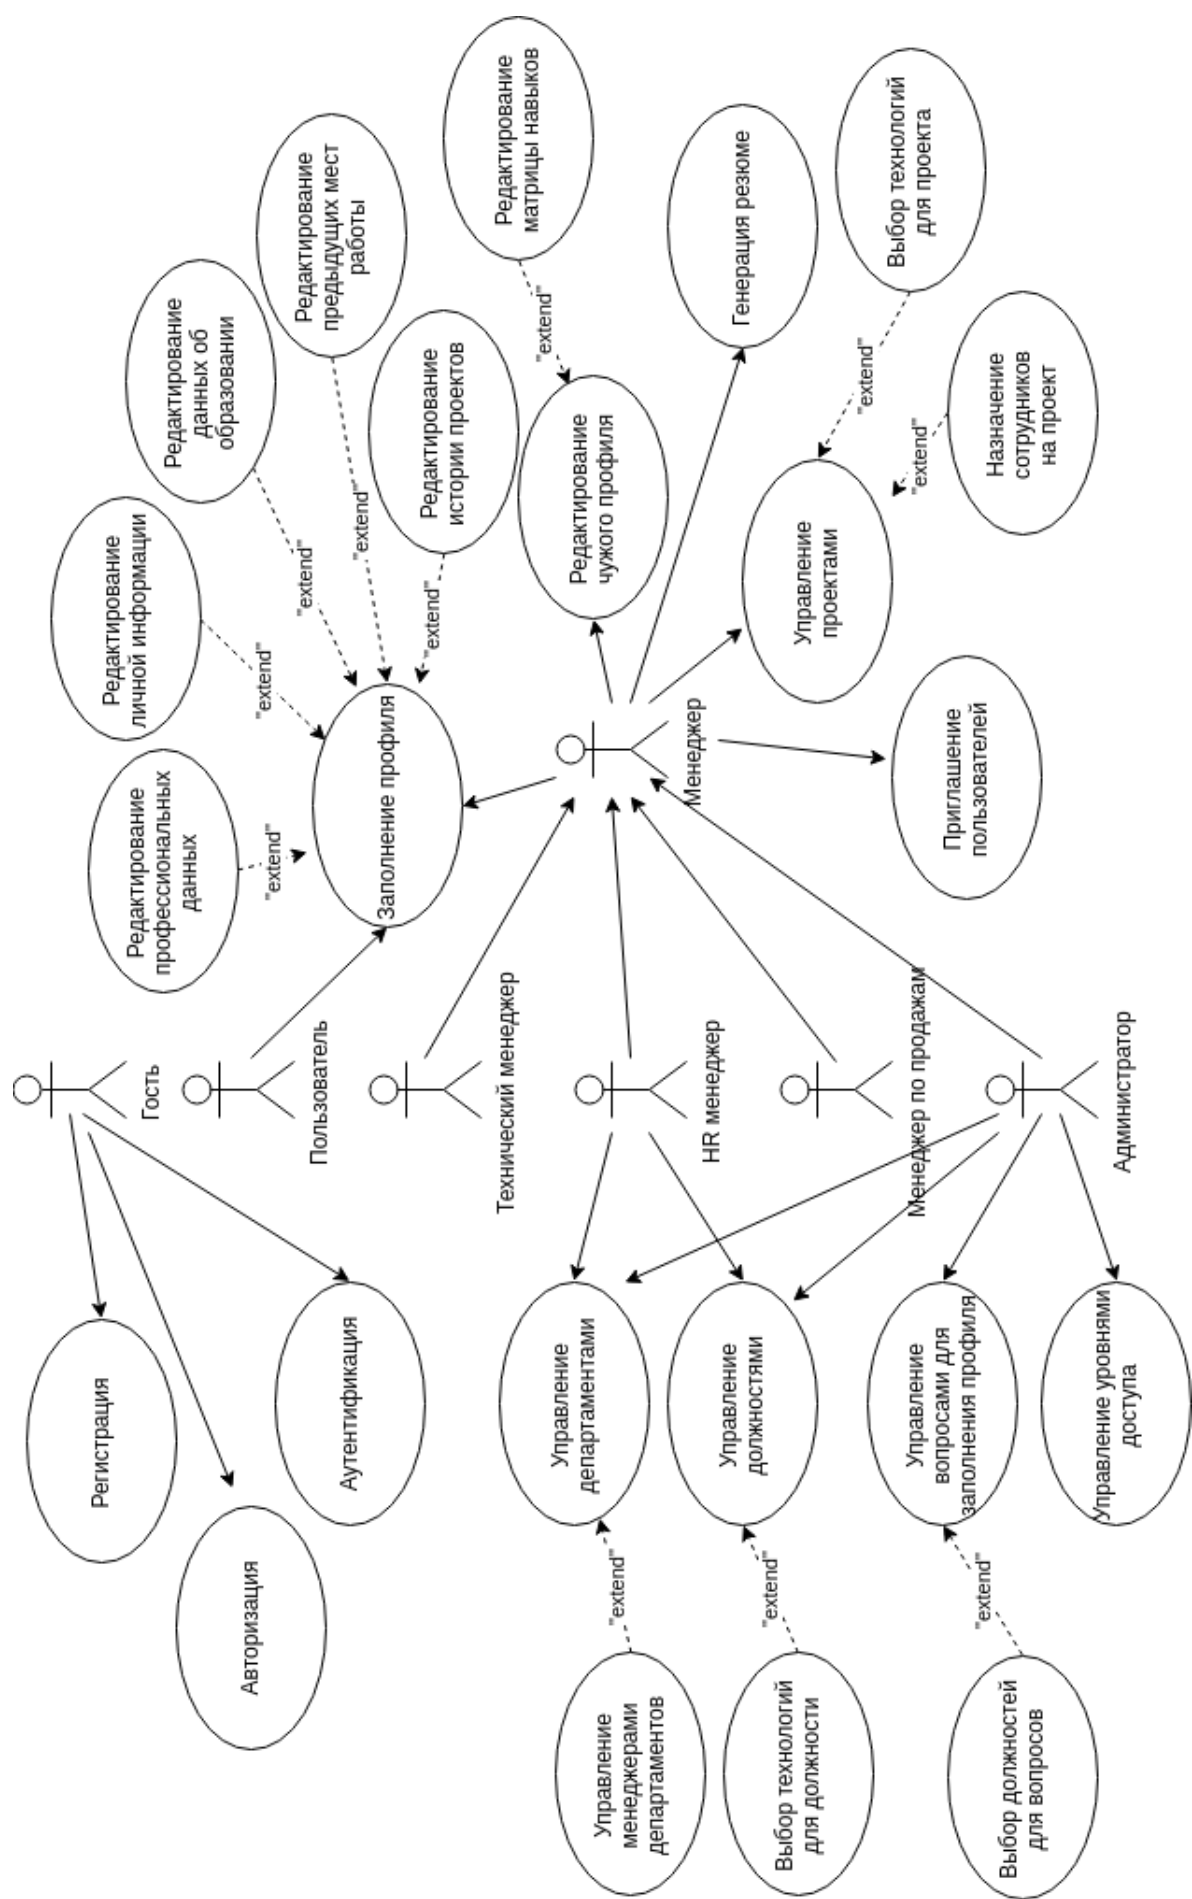 Регистрация
Авторизация
Аутентификация
Гость
Пользователь
Редактирование
профессиональных
данных
"extend"
Редактирование
личной информации
"extend"
Редактирование
данных об
образовании
"extend"
Редактирование
предыдущих мест
работы
"extend"
Редактирование
истории проектов
"extend"
Заполнение профиля
Технический менеджер
HR менеджер
Менеджер по продажам
Администратор
Менеджер
Редактирование
матрицы навыков
"extend"
Редактирование
чужого профиля
Генерация резюме
Выбор технологий
для проекта
"extend"
Назначение
сотрудников
на проект
"extend"
Управление
проектами
Приглашение
пользователей
Управление
департаментами
Управление
должностями
Управление
вопросами для
заполнения профиля
Управление уровнями
доступа
"extend"
"extend"
"extend"
Управление
менеджерами
департаментов
Выбор технологий
для должности
Выбор должностей
для вопросов